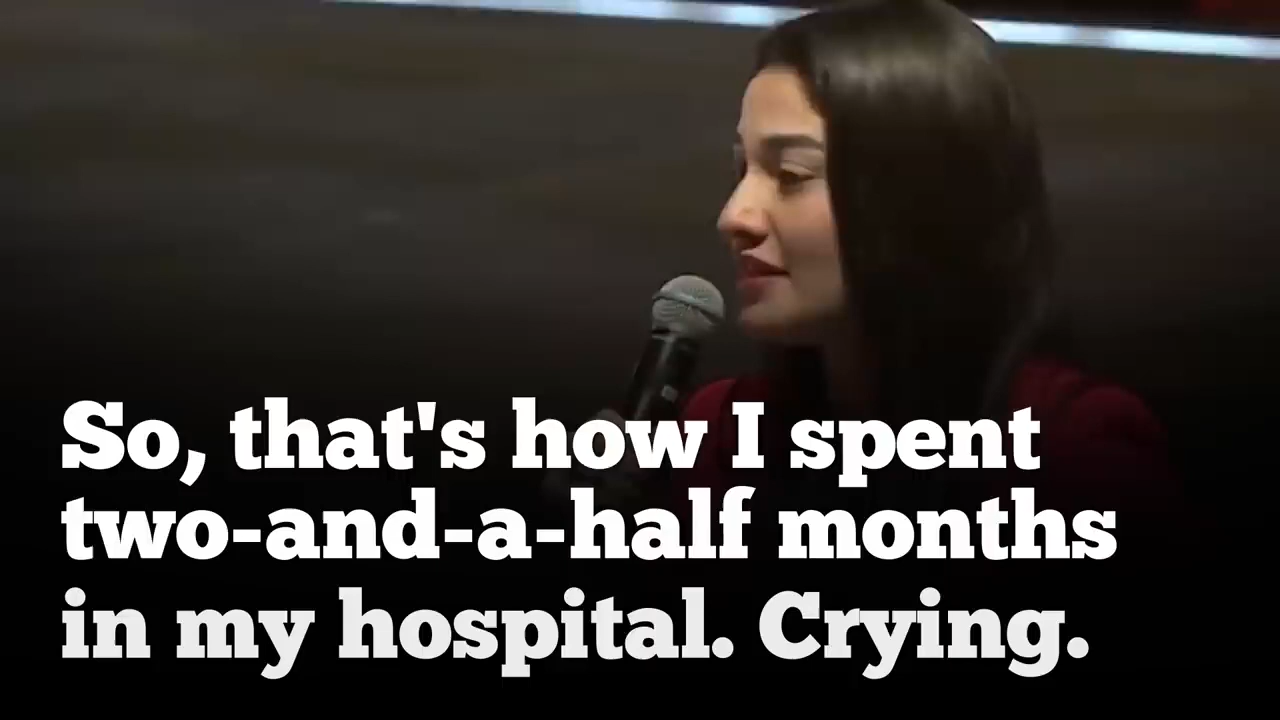 So, that's how I spent
two-and-a-half months
in my hospital. Crying.